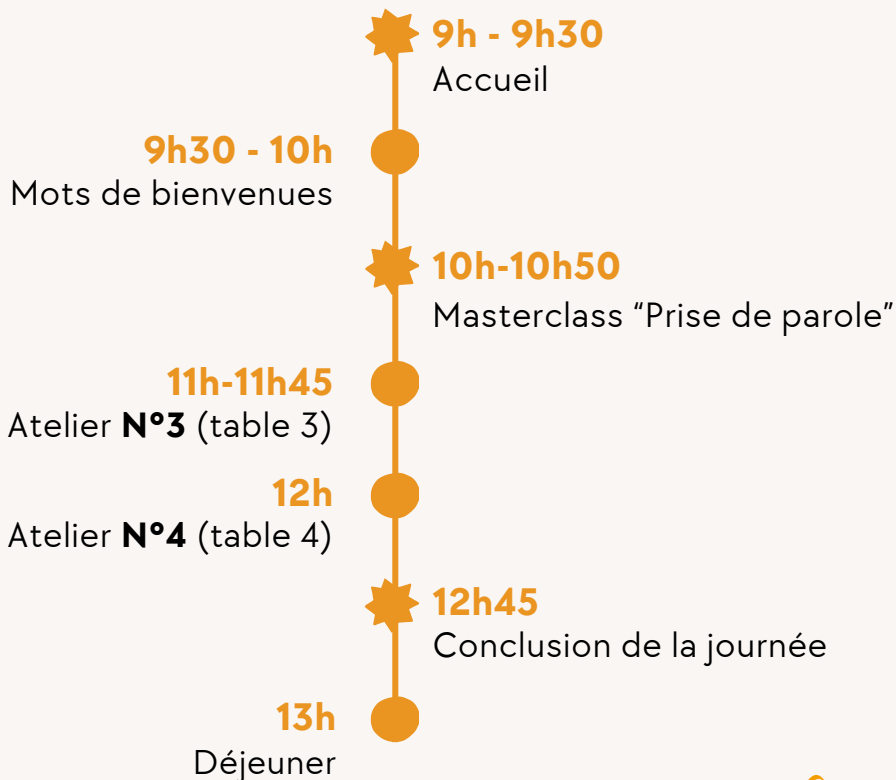 9h - 9h30
Accueil
9h30 - 10h
Mots de bienvenues
10h-10h50
Masterclass “Prise de parole”
11h-11h45
Atelier N°3 (table 3)
12h
Atelier N°4 (table 4)
12h45
Conclusion de la journée
13h
Déjeuner